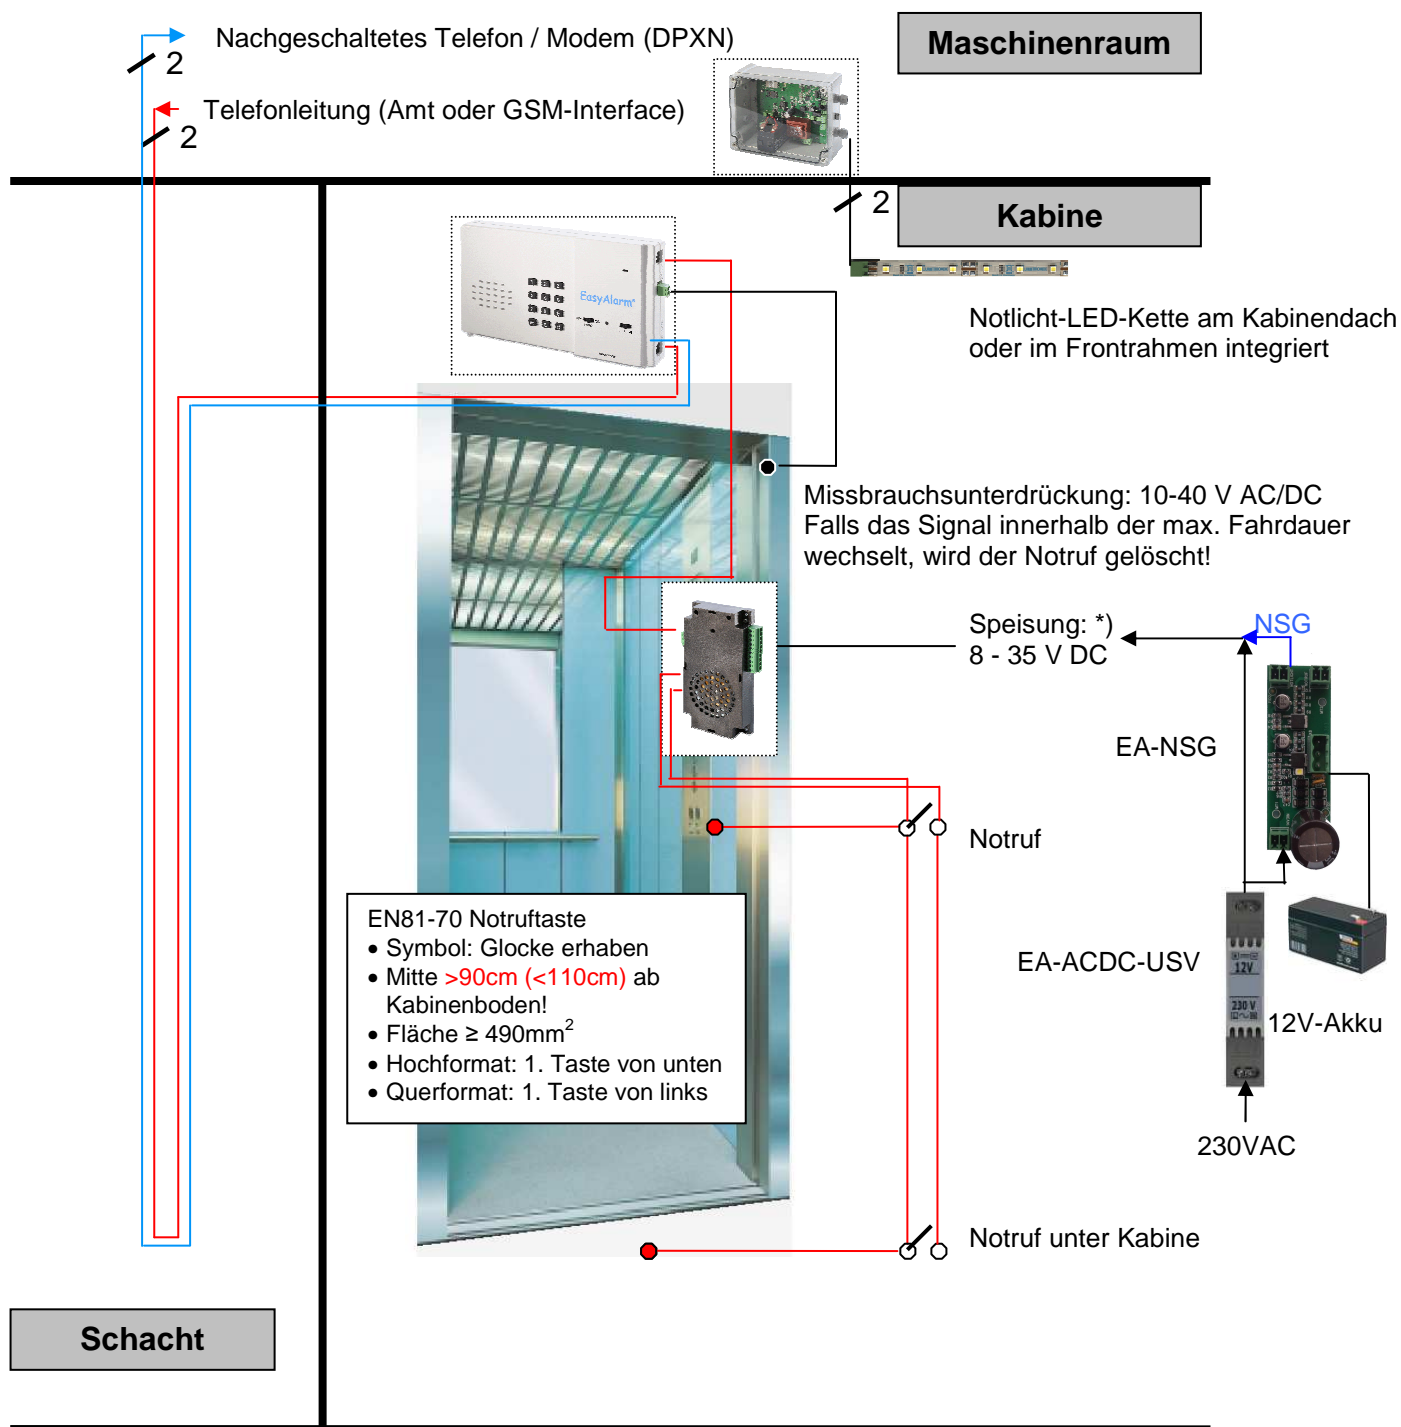 Nachgeschaltetes Telefon / Modem (DPXN)
2
Maschinenraum
Telefonleitung (Amt oder GSM-Interface)
2
2
Kabine
EasyAlarm
Notlicht-LED-Kette am Kabinendach
oder im Frontrahmen integriert
Missbrauchsunterdrückung: 10-40 V AC/DC
Falls das Signal innerhalb der max. Fahrdauer
wechselt, wird der Notruf gelöscht!
Speisung: *)
8 - 35 V DC
NSG
EA-NSG
Notruf
EN81-70 Notruftaste
• Symbol: Glocke erhaben
• Mitte >90cm (<110cm) ab
Kabinenboden!
• Fläche ≥ 490mm²
• Hochformat: 1. Taste von unten
• Querformat: 1. Taste von links
EA-ACDC-USV
12V
230 V
12V-Akku
230VAC
Notruf unter Kabine
Schacht